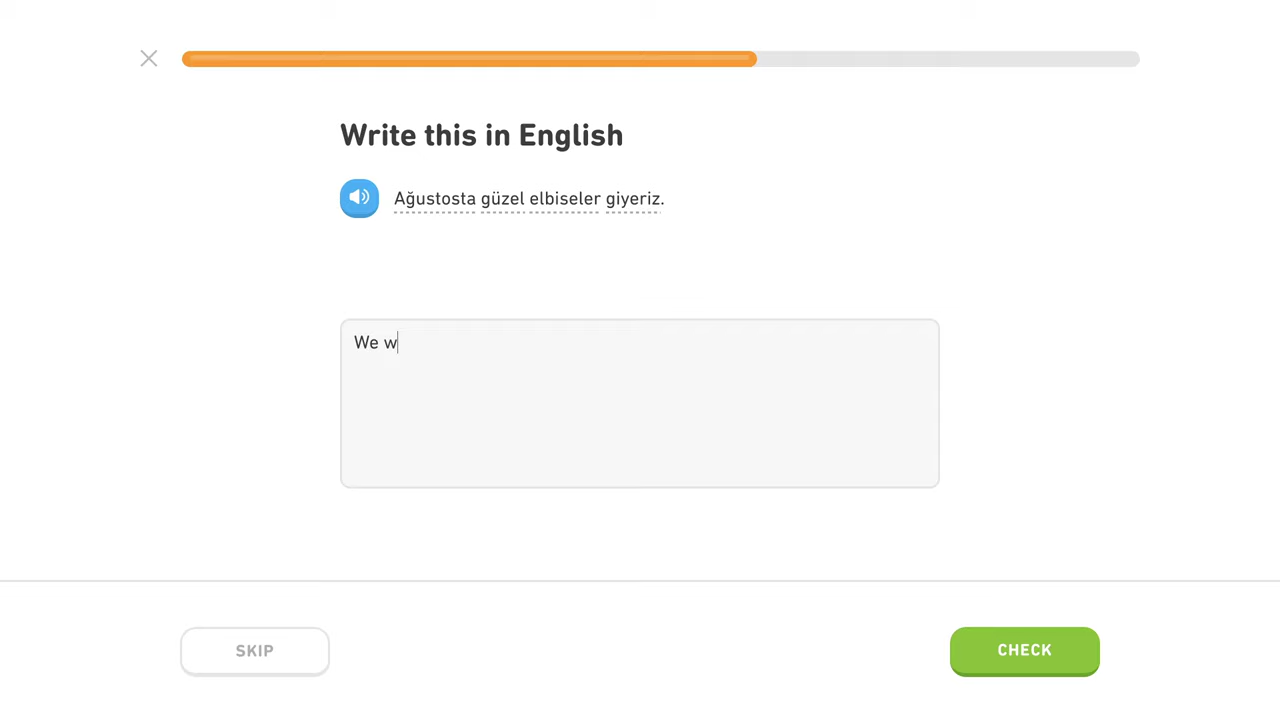 Write this in English
Ağustosta güzel elbiseler giyeriz.
We w
SKIP
CHECK